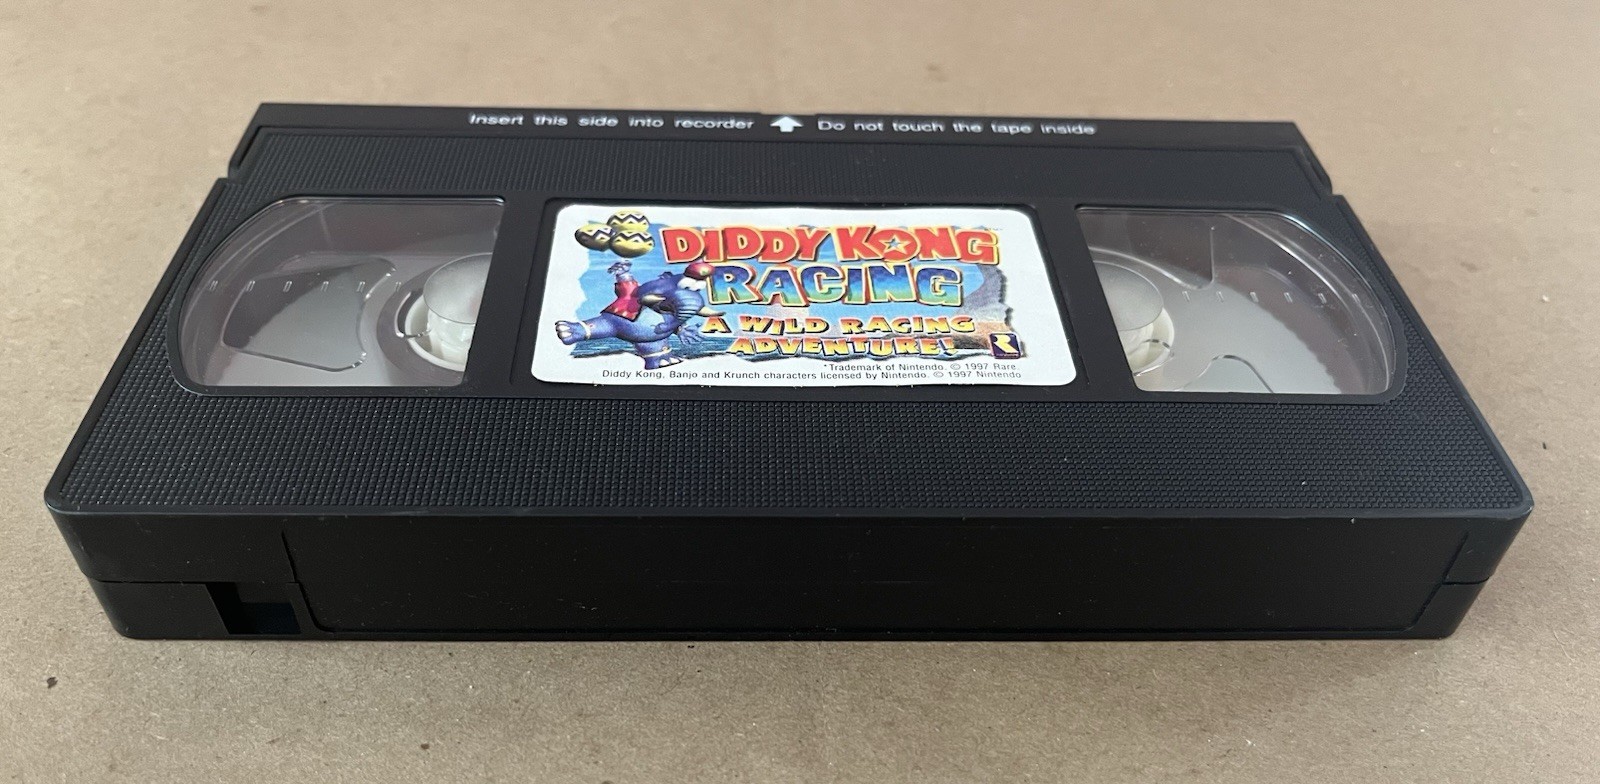 Insert this side into recorder Do not touch the tape inside
DIDDY KONG
RACING
A WILD RACING
ADVENTURE!
*Trademark of Nintendo. © 1997 Rare.
Diddy Kong, Banjo and Krunch characters licensed by Nintendo. © 1997 Nintendo